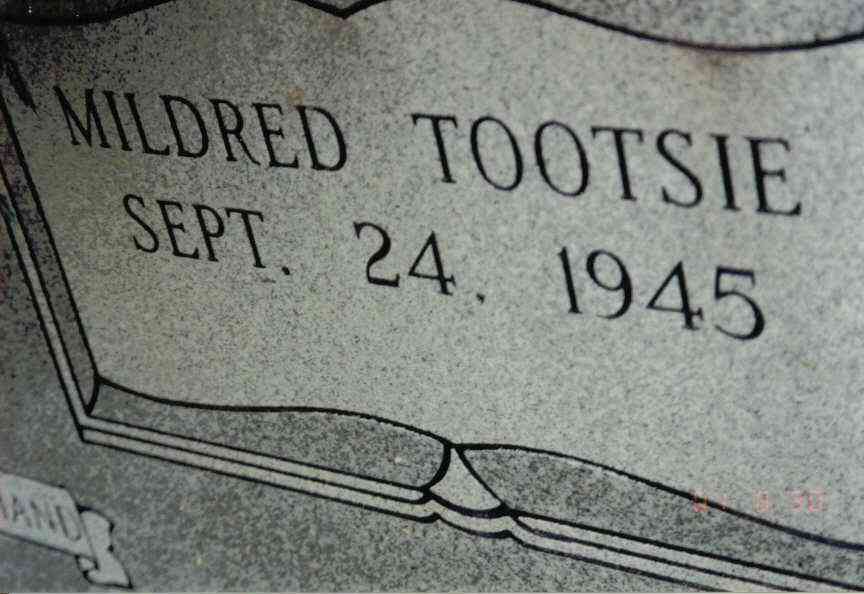 MILDRED TOOTSIE
SEPT. 24. 1945